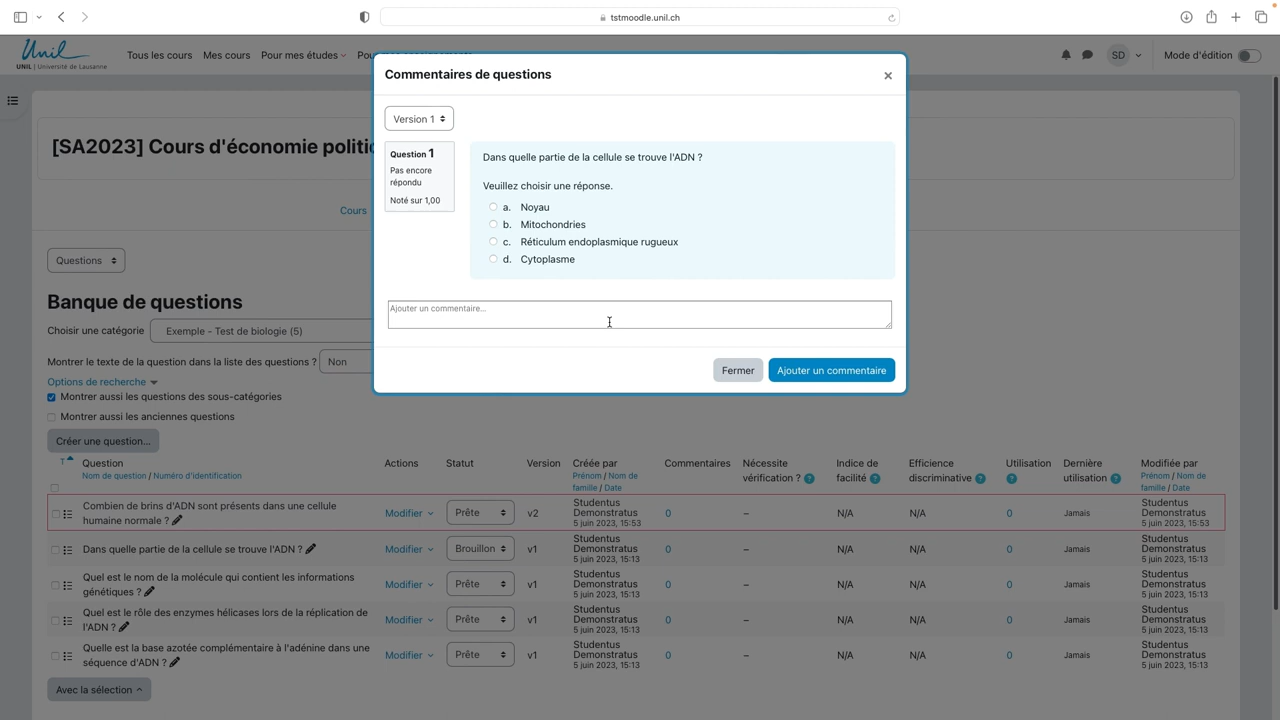 tstmoodle.unil.ch
Unil
UNIL | Université de Lausanne
Tous les cours Mes cours Pour mes études
SD Mode d'édition
[SA2023] Cours d'économie
Cours
Commentaires de questions
×
Version 1
Question 1
Pas encore
répondu
Noté sur 1,00
Dans quelle partie de la cellule se trouve l'ADN ?
Veuillez choisir une réponse.
a. Noyau
b. Mitochondries
c. Réticulum endoplasmique rugueux
d. Cytoplasme
Ajouter un commentaire...
Fermer Ajouter un commentaire
Questions
Banque de questions
Choisir une catégorie Exemple - Test de biologie (5)
Montrer le texte de la question dans la liste des questions ? Non
Options de recherche
Montrer aussi les questions des sous-catégories
Montrer aussi les anciennes questions
Créer une question...
T Question Actions Statut Version Créée par Commentaires Nécessite vérification ? Indice de facilité Efficience discriminative Utilisation Dernière utilisation Modifiée par
Nom de question / Numéro d'identification Prénom / Nom de famille / Date Prénom / Nom de famille / Date
Combien de brins d'ADN sont présents dans une cellule humaine normale ? Modifier Prête v2 Studentus Demonstratus 5 juin 2023, 15:53 0 – N/A N/A 0 Jamais Studentus Demonstratus 5 juin 2023, 15:53
Dans quelle partie de la cellule se trouve l'ADN ? Modifier Brouillon v1 Studentus Demonstratus 5 juin 2023, 15:13 0 – N/A N/A 0 Jamais Studentus Demonstratus 5 juin 2023, 15:13
Quel est le nom de la molécule qui contient les informations génétiques ? Modifier Prête v1 Studentus Demonstratus 5 juin 2023, 15:13 0 – N/A N/A 0 Jamais Studentus Demonstratus 5 juin 2023, 15:13
Quel est le rôle des enzymes hélicases lors de la réplication de l'ADN ? Modifier Prête v1 Studentus Demonstratus 5 juin 2023, 15:13 0 – N/A N/A 0 Jamais Studentus Demonstratus 5 juin 2023, 15:13
Quelle est la base azotée complémentaire à l'adénine dans une séquence d'ADN ? Modifier Prête v1 Studentus Demonstratus 5 juin 2023, 15:13 0 – N/A N/A 0 Jamais Studentus Demonstratus 5 juin 2023, 15:13
Avec la sélection